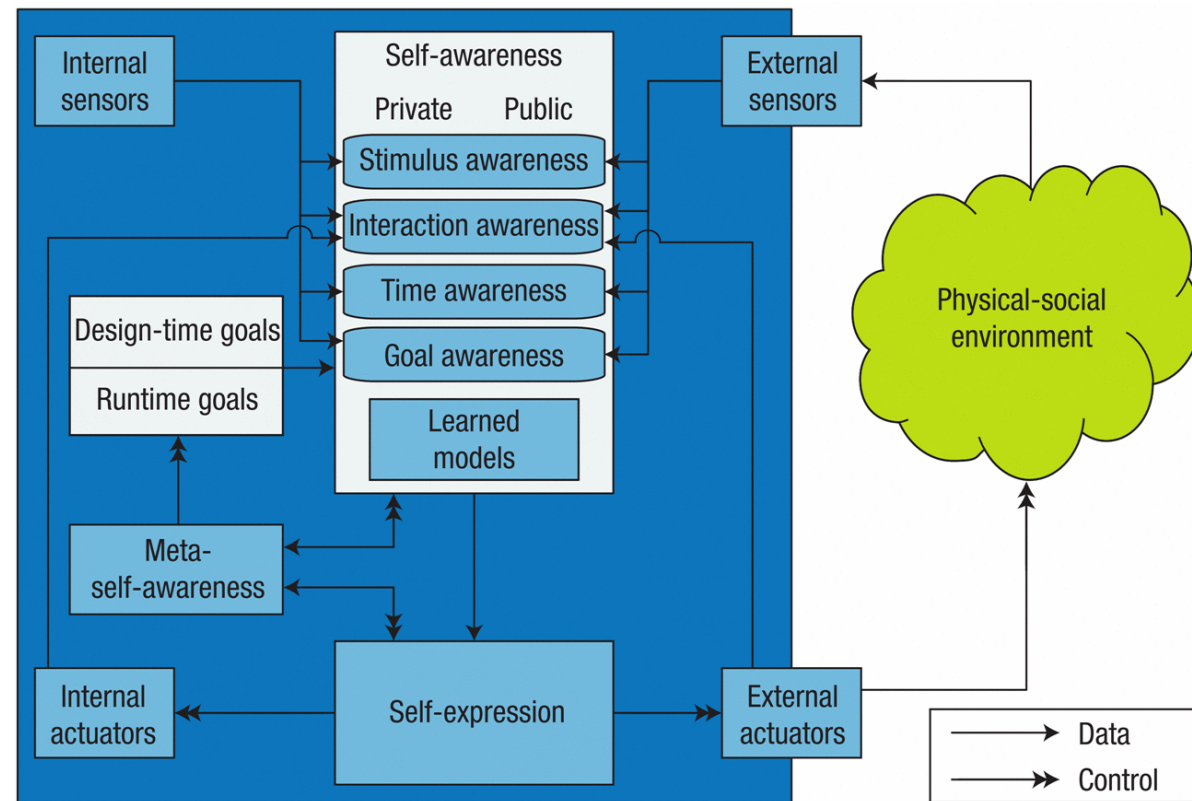 Internal
sensors
Self-awareness
Private Public
Stimulus awareness
Interaction awareness
Time awareness
Goal awareness
Learned
models
External
sensors
Physical-social
environment
Design-time goals
Runtime goals
Meta-
self-awareness
Internal
actuators
Self-expression
External
actuators
Data
Control